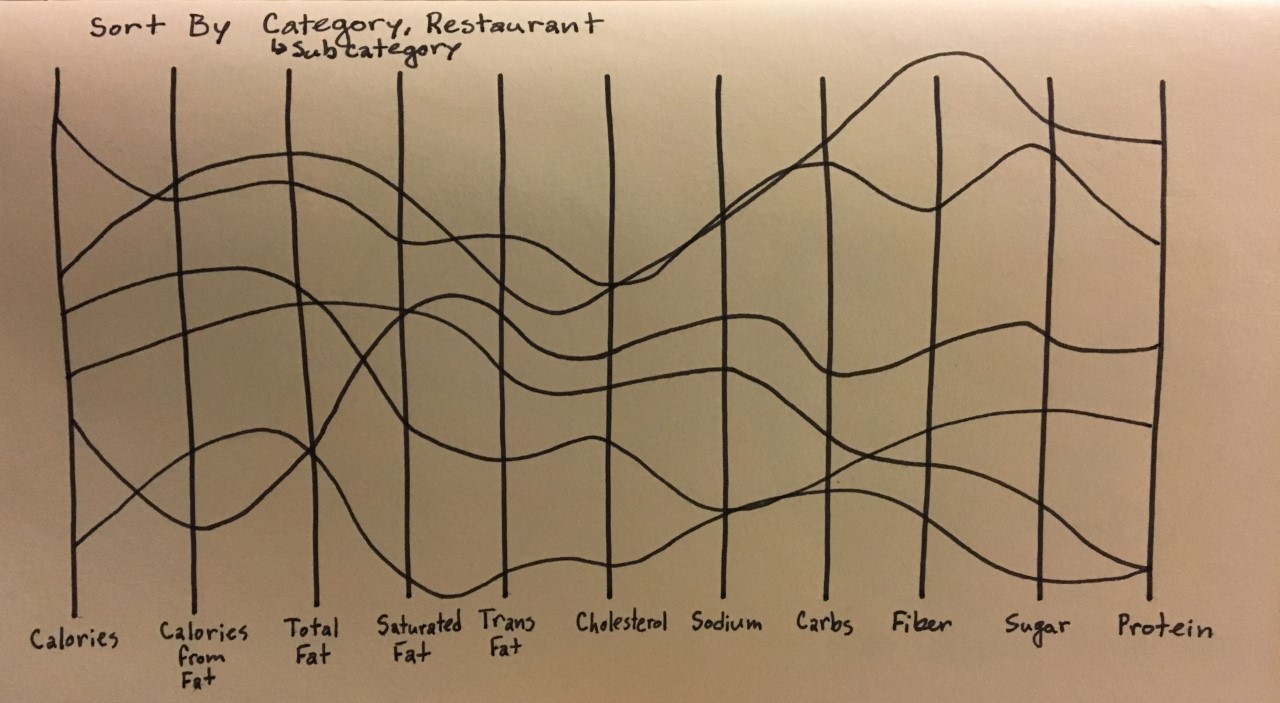 Sort By Category, Restaurant
↳ Subcategory
Calories
Calories
from
Fat
Total
Fat
Saturated
Fat
Trans
Fat
Cholesterol
Sodium
Carbs
Fiber
Sugar
Protein